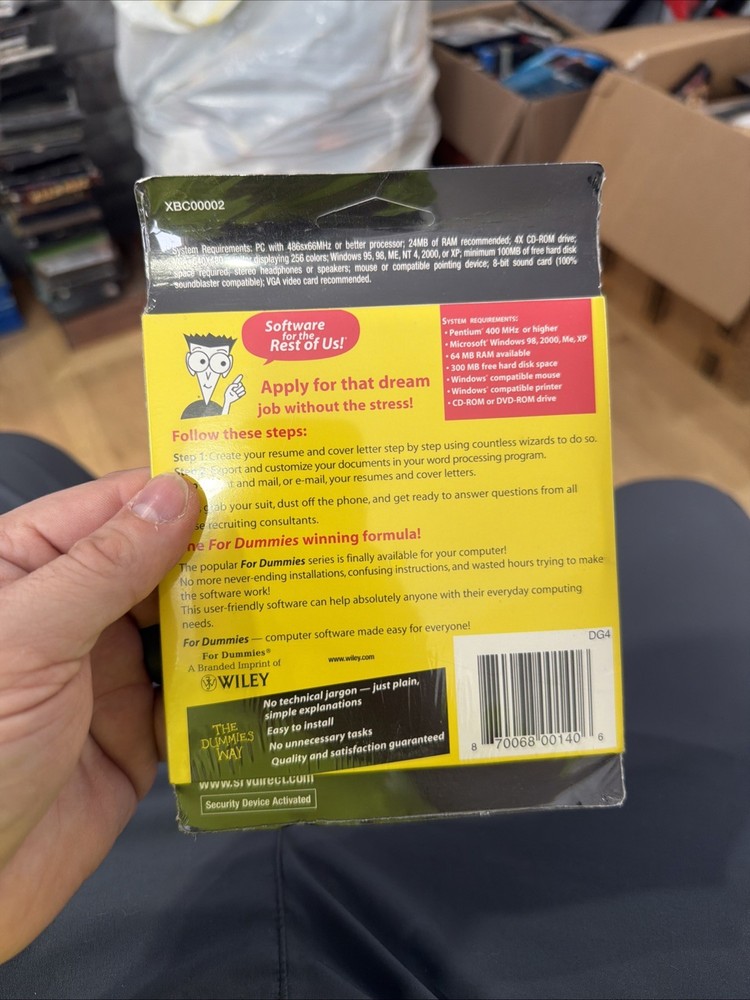 XBC00002
System Requirements: PC with 486sx66MHz or better processor; 24MB of RAM recommended; 4X CD-ROM drive;
displaying 256 colors; Windows 95, 98, ME, NT 4, 2000, or XP; minimum 100MB of free hard disk
space required; stereo headphones or speakers; mouse or compatible pointing device; 8-bit sound card (100%
soundblaster compatible); VGA video card recommended.
Software
for the
Rest of Us!
SYSTEM REQUIREMENTS:
• Pentium® 400 MHz or higher
• Microsoft® Windows 98, 2000, Me, XP
• 64 MB RAM available
• 300 MB free hard disk space
• Windows® compatible mouse
• Windows® compatible printer
• CD-ROM or DVD-ROM drive
Apply for that dream
job without the stress!
Follow these steps:
Step 1: Create your resume and cover letter step by step using countless wizards to do so.
Export and customize your documents in your word processing program.
and mail, or e-mail, your resumes and cover letters.
grab your suit, dust off the phone, and get ready to answer questions from all
recruiting consultants.
For Dummies winning formula!
The popular For Dummies series is finally available for your computer!
No more never-ending installations, confusing instructions, and wasted hours trying to make
the software work!
This user-friendly software can help absolutely anyone with their everyday computing
needs.
For Dummies — computer software made easy for everyone!
For Dummies®
A Branded Imprint of
WILEY
www.wiley.com
DG4
THE
DUMMIES
WAY
No technical jargon — just plain,
simple explanations
Easy to install
No unnecessary tasks
Quality and satisfaction guaranteed
8 70068 00140 6
www.srvdirect.com
Security Device Activated